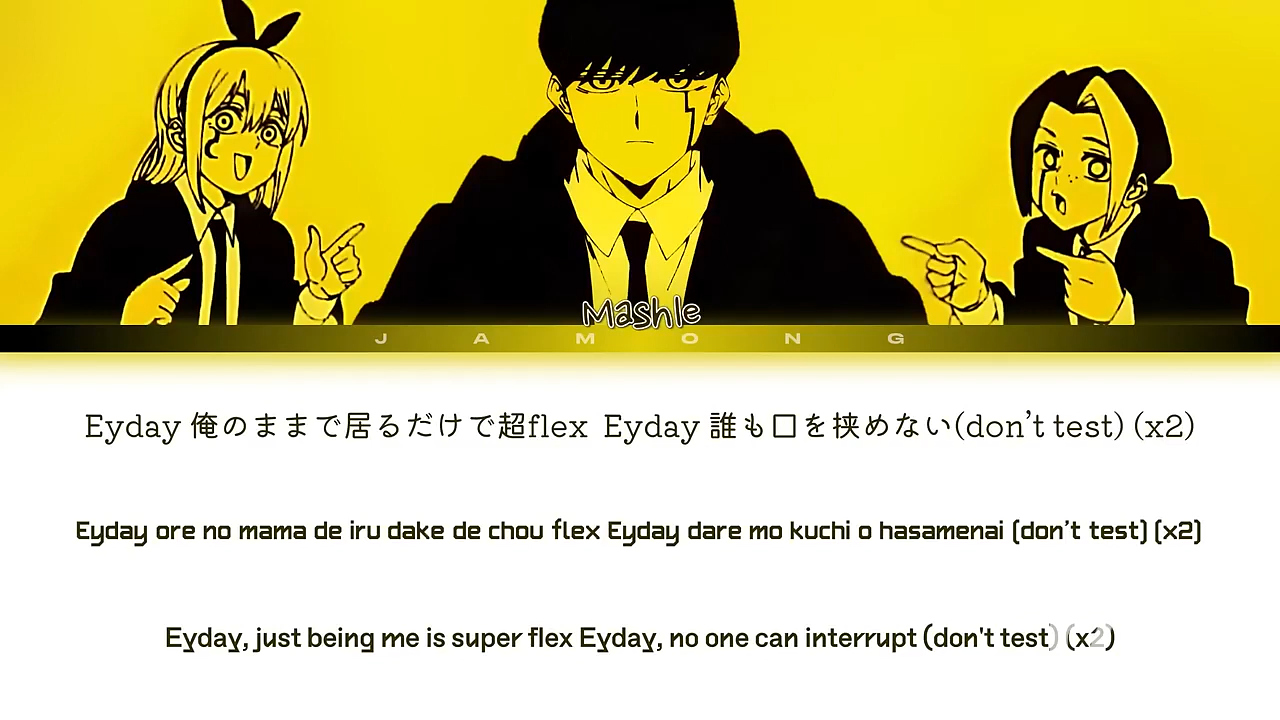 Mashle
JAMONG
Eyday 俺のままで居るだけで超flex Eyday 誰も口を挟めない(don't test) (x2)
Eyday ore no mama de iru dake de chou flex Eyday dare mo kuchi o hasamenai (don't test) (x2)
Eyday, just being me is super flex Eyday, no one can interrupt (don't test) (x2)